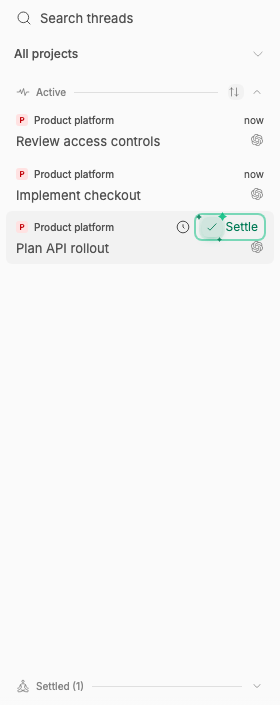 Search threads
All projects
Active
P Product platform now
Review access controls
P Product platform now
Implement checkout
P Product platform Settle
Plan API rollout
Settled (1)